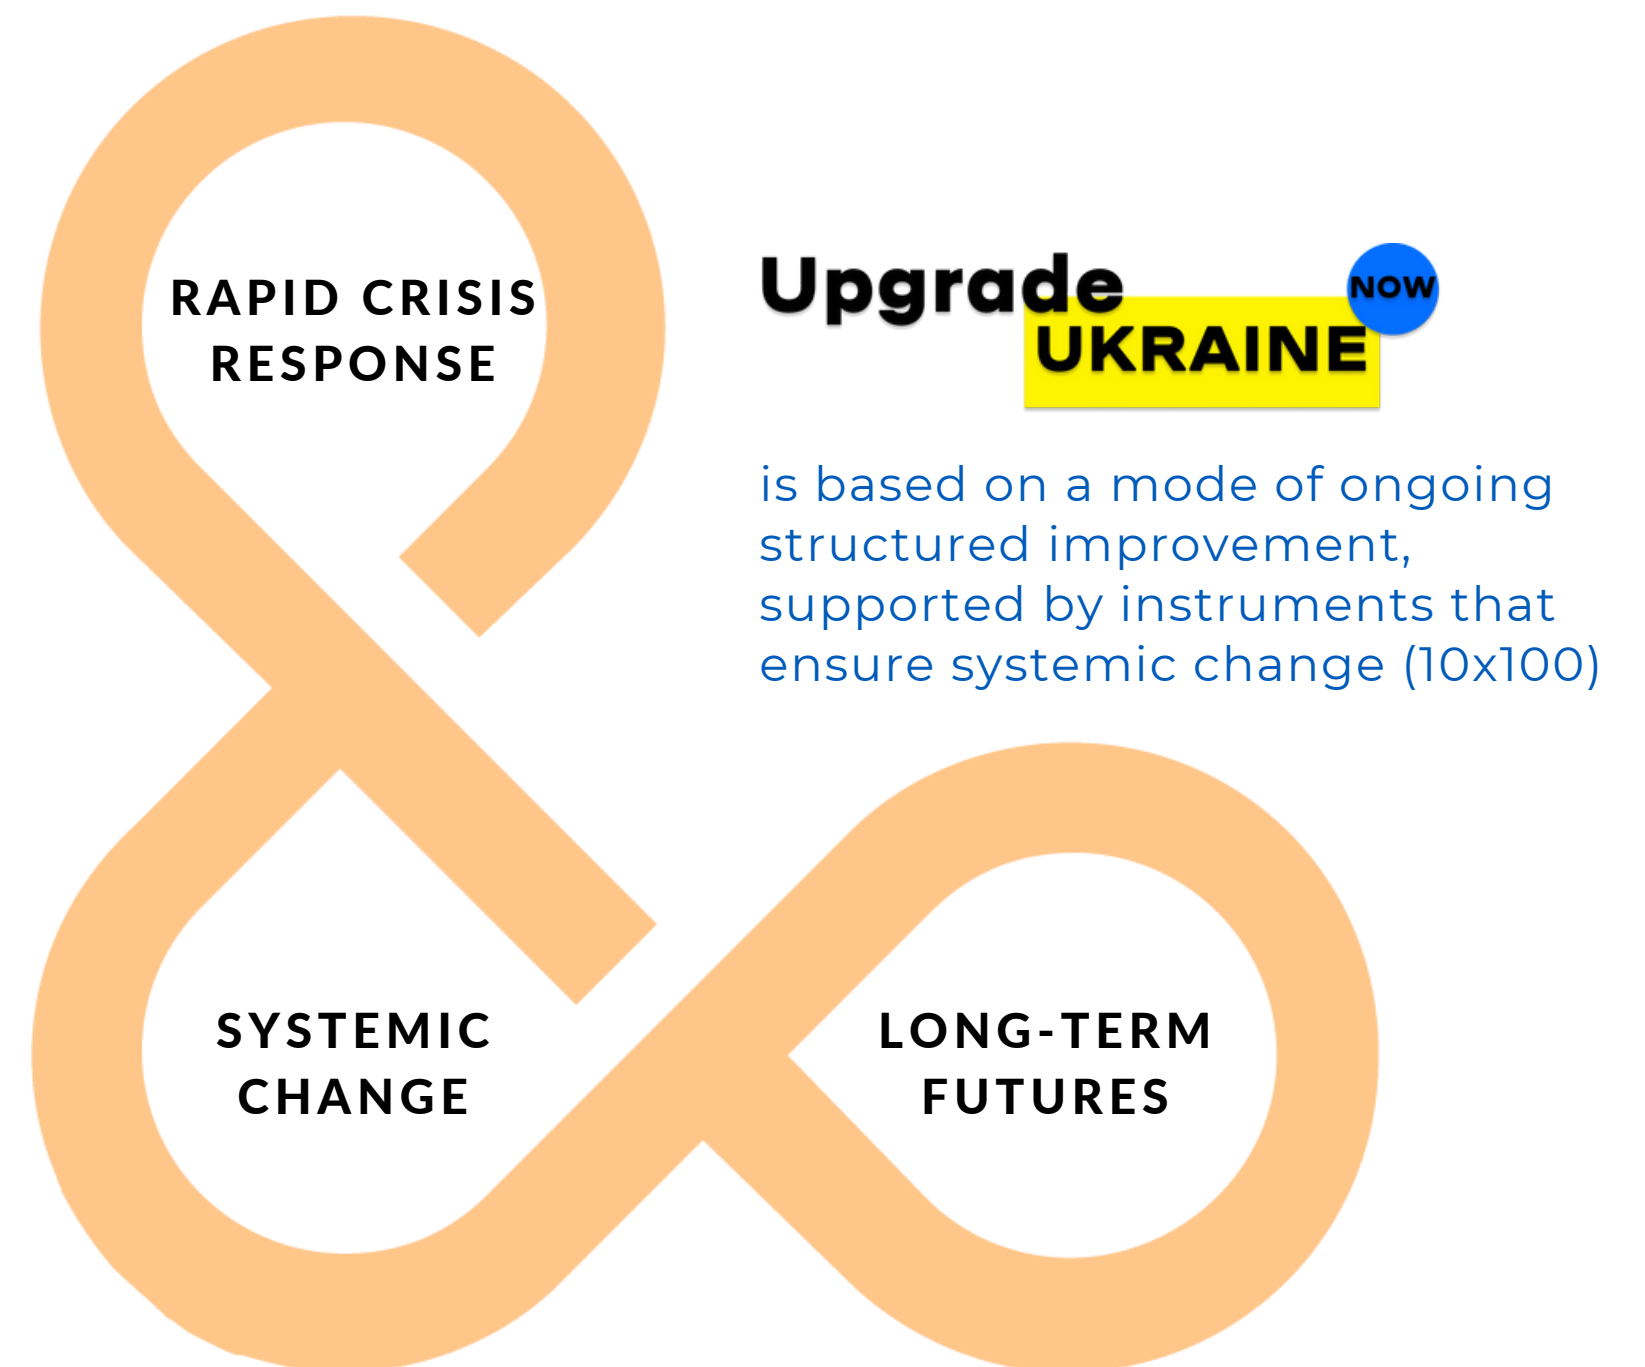 RAPID CRISIS
RESPONSE
Upgrade
NOW
UKRAINE
is based on a mode of ongoing
structured improvement,
supported by instruments that
ensure systemic change (10x100)
SYSTEMIC
CHANGE
LONG-TERM
FUTURES